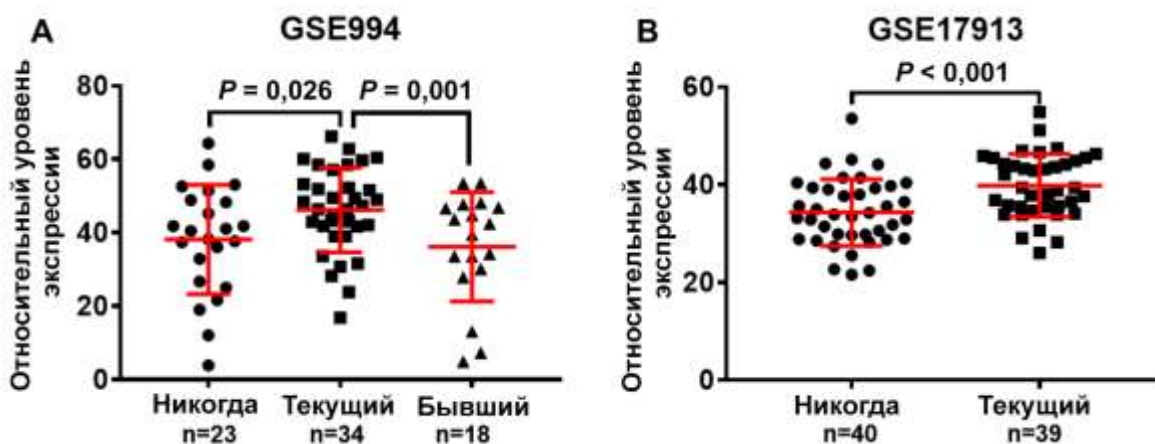 A
GSE994
P = 0,026
P = 0,001
Относительный уровень
экспрессии
80
60
40
20
0
Никогда
Текущий
Бывший
n=23
n=34
n=18
B
GSE17913
P < 0,001
Относительный уровень
экспрессии
60
40
20
0
Никогда
Текущий
n=40
n=39